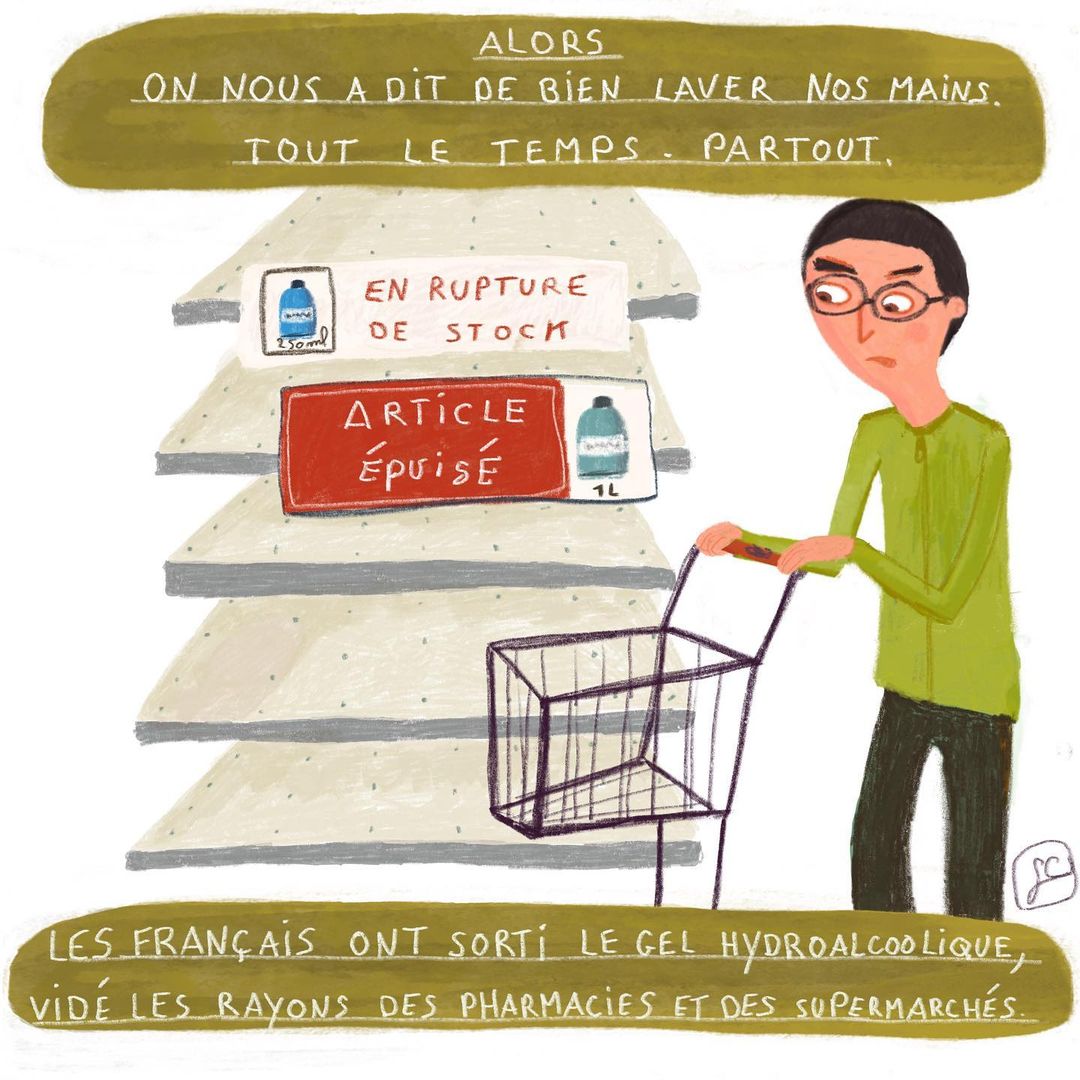 ALORS
ON NOUS A DIT DE BIEN LAVER NOS MAINS.
TOUT LE TEMPS. PARTOUT.
EN RUPTURE
DE STOCK
250ml
ARTICLE
ÉPUISÉ
1L
LES FRANÇAIS ONT SORTI LE GEL HYDROALCOOLIQUE,
VIDÉ LES RAYONS DES PHARMACIES ET DES SUPERMARCHÉS.